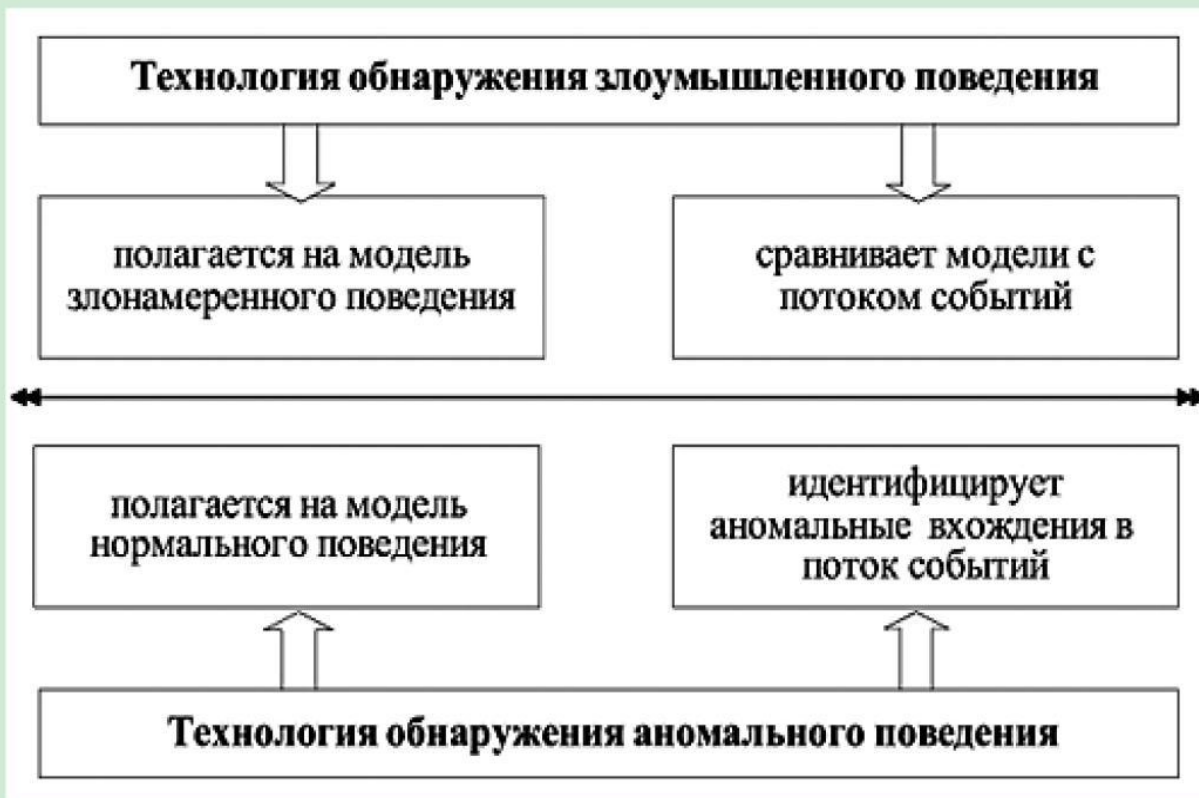 Технология обнаружения злоумышленного поведения
полагается на модель
злонамеренного поведения
сравнивает модели с
потоком событий
полагается на модель
нормального поведения
идентифицирует
аномальные вхождения в
поток событий
Технология обнаружения аномального поведения